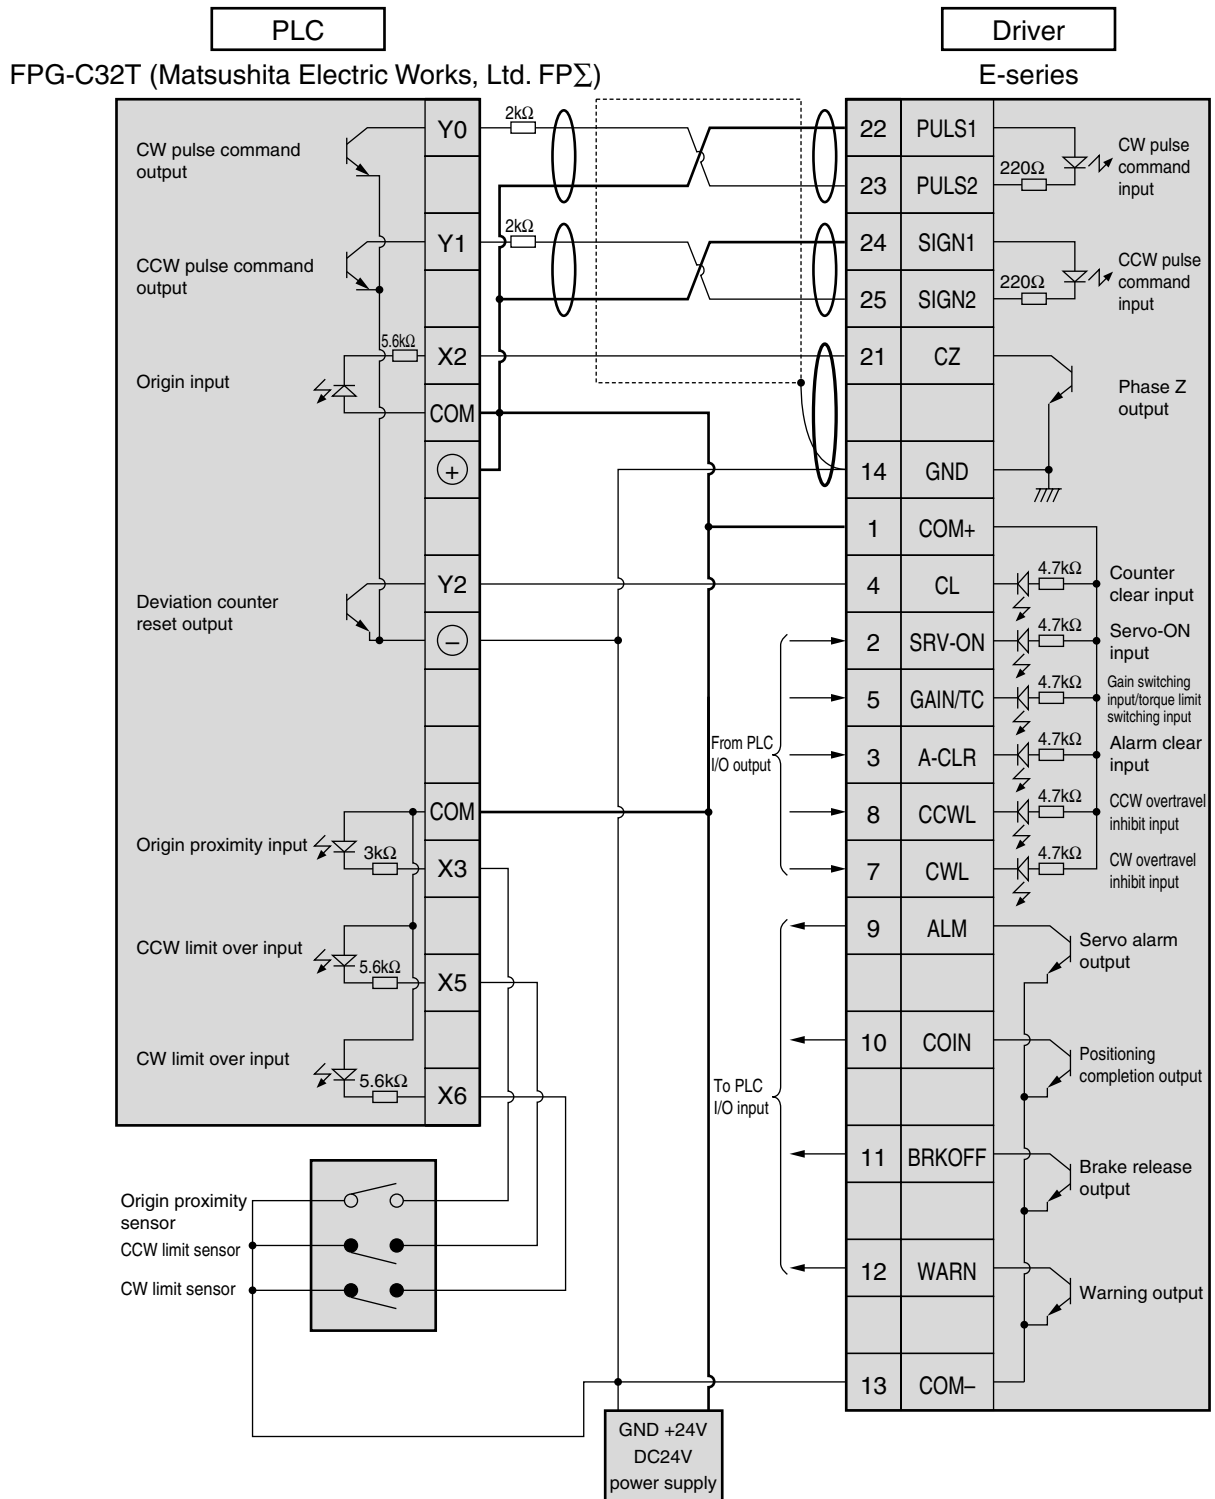 PLC
Driver
FPG-C32T (Matsushita Electric Works, Ltd. FPΣ)
E-series
CW pulse command
output
Y0
2kΩ
22 PULS1
220Ω
CW pulse
command
input
23 PULS2
CCW pulse command
output
Y1
2kΩ
24 SIGN1
220Ω
CCW pulse
command
input
25 SIGN2
Origin input
5.6kΩ
X2
21 CZ
Phase Z
output
COM
+
14 GND
1 COM+
Deviation counter
reset output
Y2
4 CL
4.7kΩ
Counter
clear input
−
2 SRV-ON
4.7kΩ
Servo-ON
input
5 GAIN/TC
4.7kΩ
Gain switching
input/torque limit
switching input
From PLC
I/O output
3 A-CLR
4.7kΩ
Alarm clear
input
COM
8 CCWL
4.7kΩ
CCW overtravel
inhibit input
Origin proximity input
3kΩ
X3
7 CWL
4.7kΩ
CW overtravel
inhibit input
9 ALM
Servo alarm
output
CCW limit over input
5.6kΩ
X5
10 COIN
Positioning
completion output
CW limit over input
5.6kΩ
X6
To PLC
I/O input
11 BRKOFF
Brake release
output
Origin proximity
sensor
CCW limit sensor
CW limit sensor
12 WARN
Warning output
13 COM–
GND +24V
DC24V
power supply